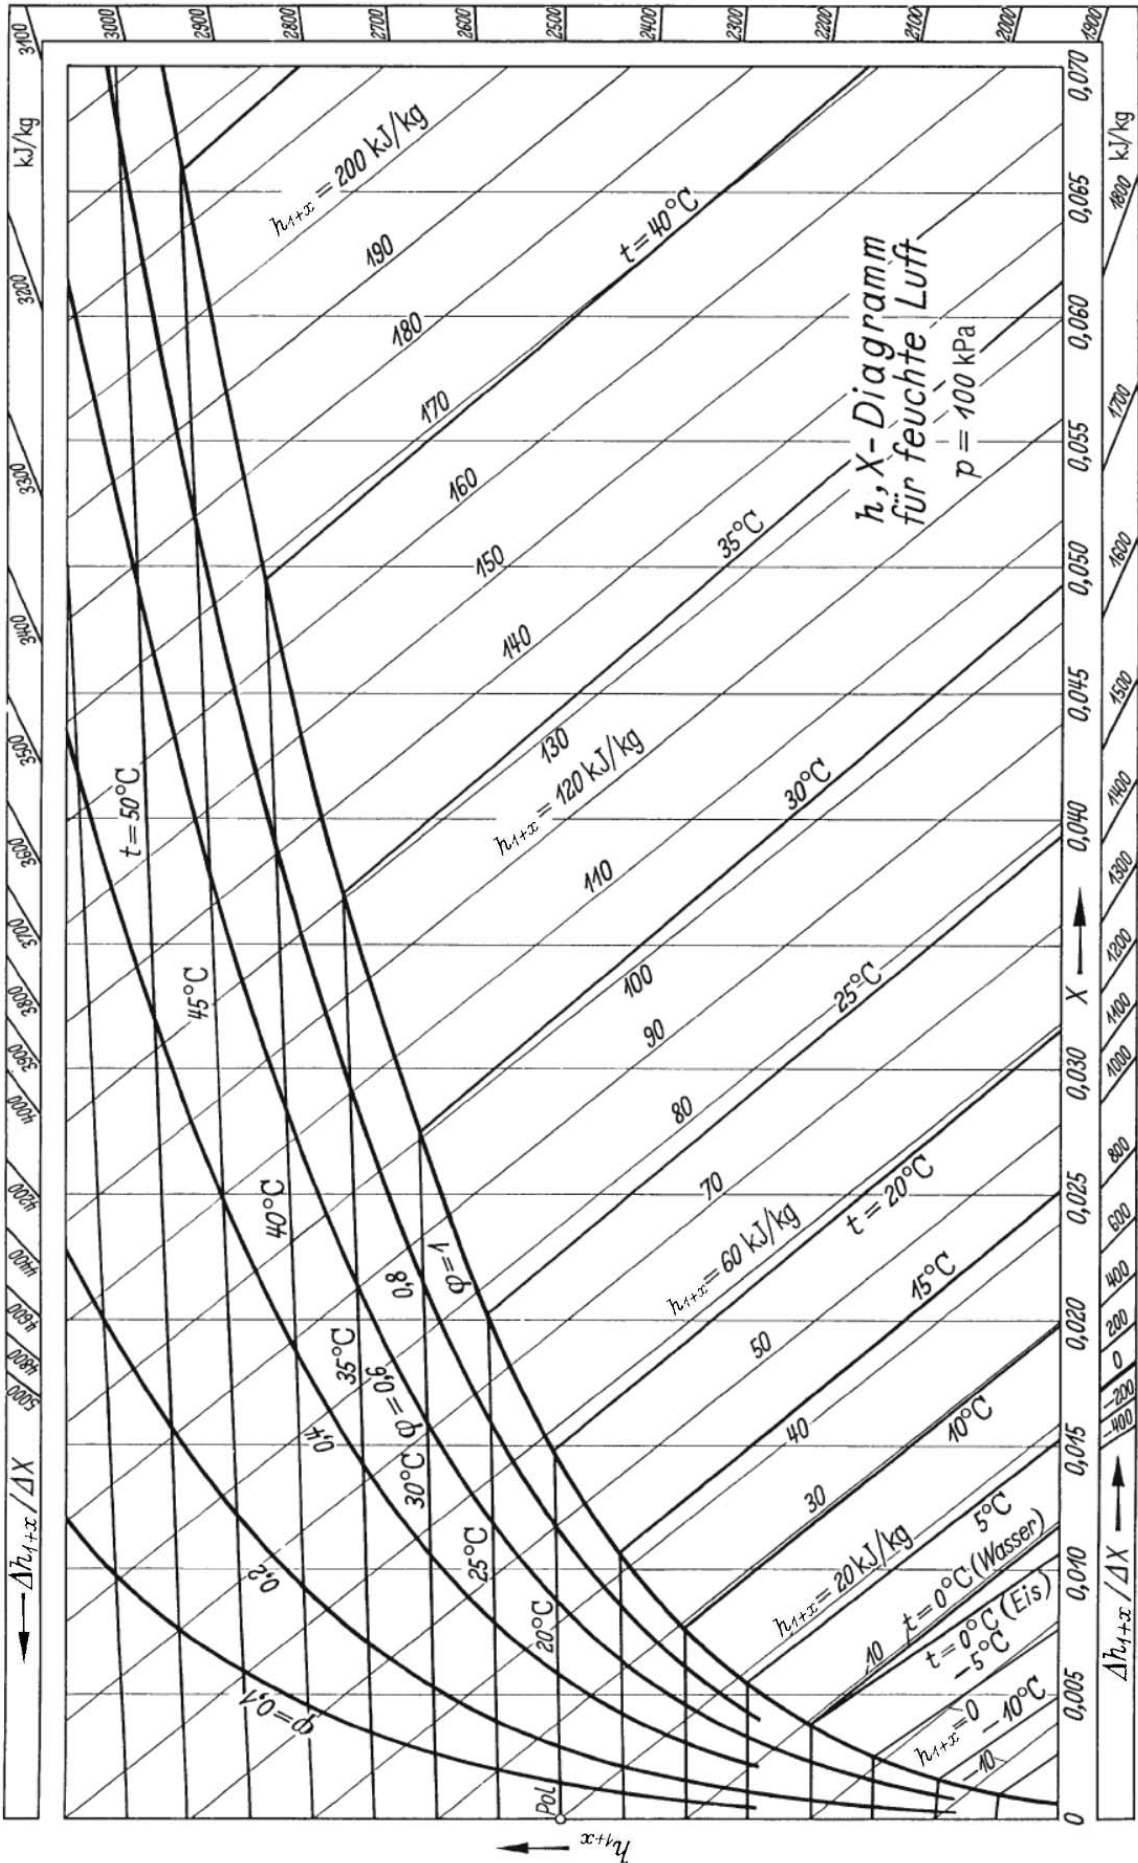 ← Δh₁₊ₓ/ΔX
5000 4800 4600 4400 4200 4000 3900 3800 3700 3600 3500 3400 3300 3200 kJ/kg 3100
3000
2900
2800
2700
2600
2500
2400
2300
2200
2100
2000
1900
h₁₊ₓ
Pol
φ=0,1
0,2
0,4
φ=0,6
0,8
φ=1
t=50°C
45°C
40°C
35°C
30°C
25°C
20°C
h₁₊ₓ=200 kJ/kg
190
180
170
160
150
140
130
h₁₊ₓ=120 kJ/kg
110
100
90
80
70
h₁₊ₓ=60 kJ/kg
50
40
30
h₁₊ₓ=20 kJ/kg
10
h₁₊ₓ=0
-10
t=40°C
35°C
30°C
25°C
t=20°C
15°C
10°C
5°C
t=0°C (Wasser)
t=0°C (Eis)
-5°C
-10°C
h,X-Diagramm
für feuchte Luft
p=100 kPa
0 0,005 0,010 0,015 0,020 0,025 0,030 X → 0,040 0,045 0,050 0,055 0,060 0,065 0,070
Δh₁₊ₓ/ΔX → -400 -200 0 200 400 600 800 1000 1100 1200 1300 1400 1500 1600 1700 1800 kJ/kg